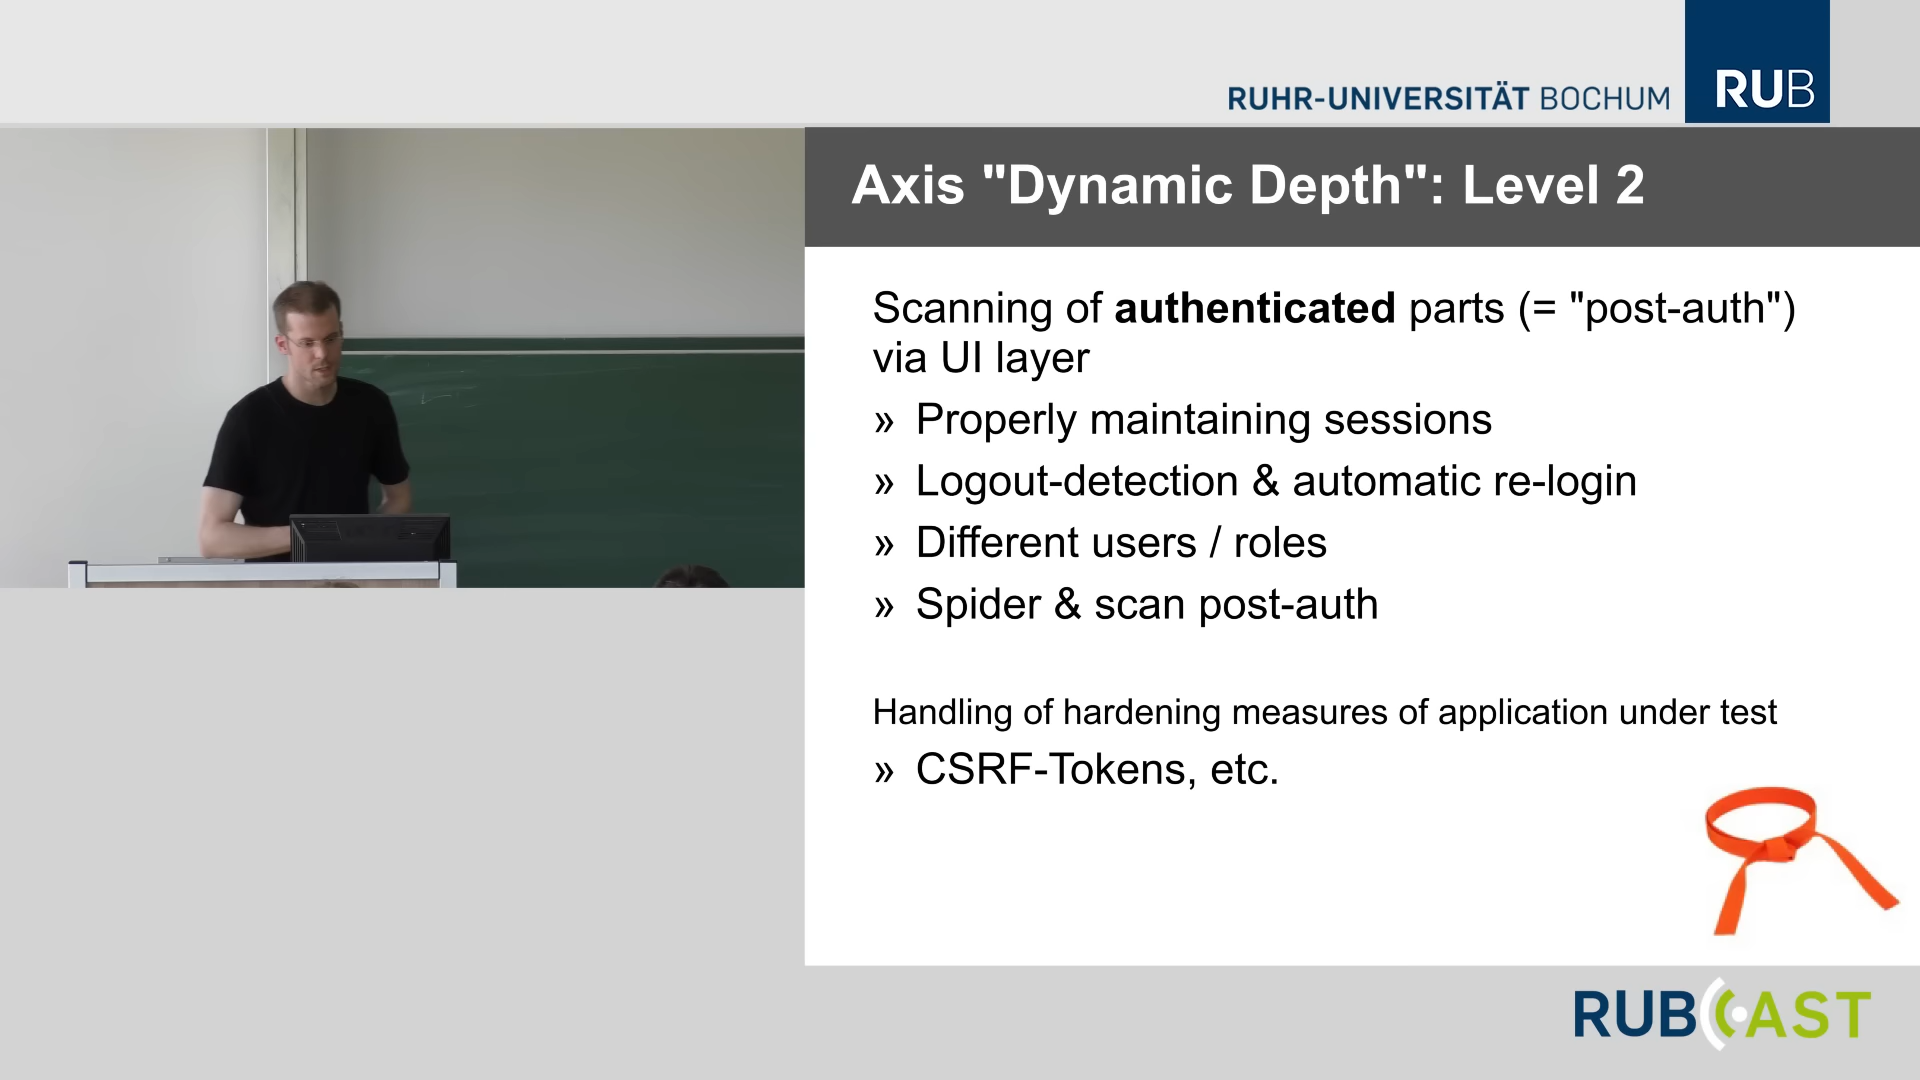 RUHR-UNIVERSITÄT BOCHUM
RUB
Axis "Dynamic Depth": Level 2
Scanning of authenticated parts (= "post-auth")
via UI layer
» Properly maintaining sessions
» Logout-detection & automatic re-login
» Different users / roles
» Spider & scan post-auth
Handling of hardening measures of application under test
» CSRF-Tokens, etc.
RUBCAST